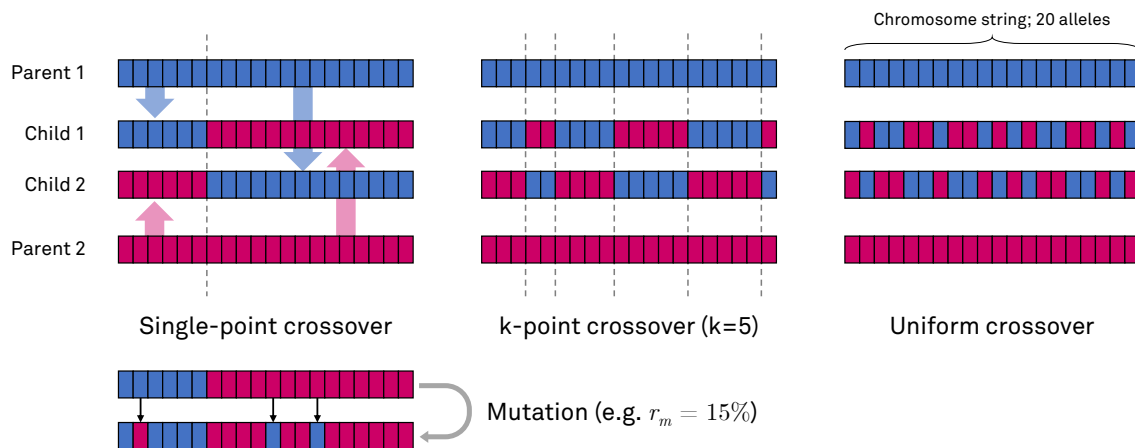 Chromosome string; 20 alleles
Parent 1
Child 1
Child 2
Parent 2
Single-point crossover
k-point crossover (k=5)
Uniform crossover
Mutation (e.g. r_m = 15%)